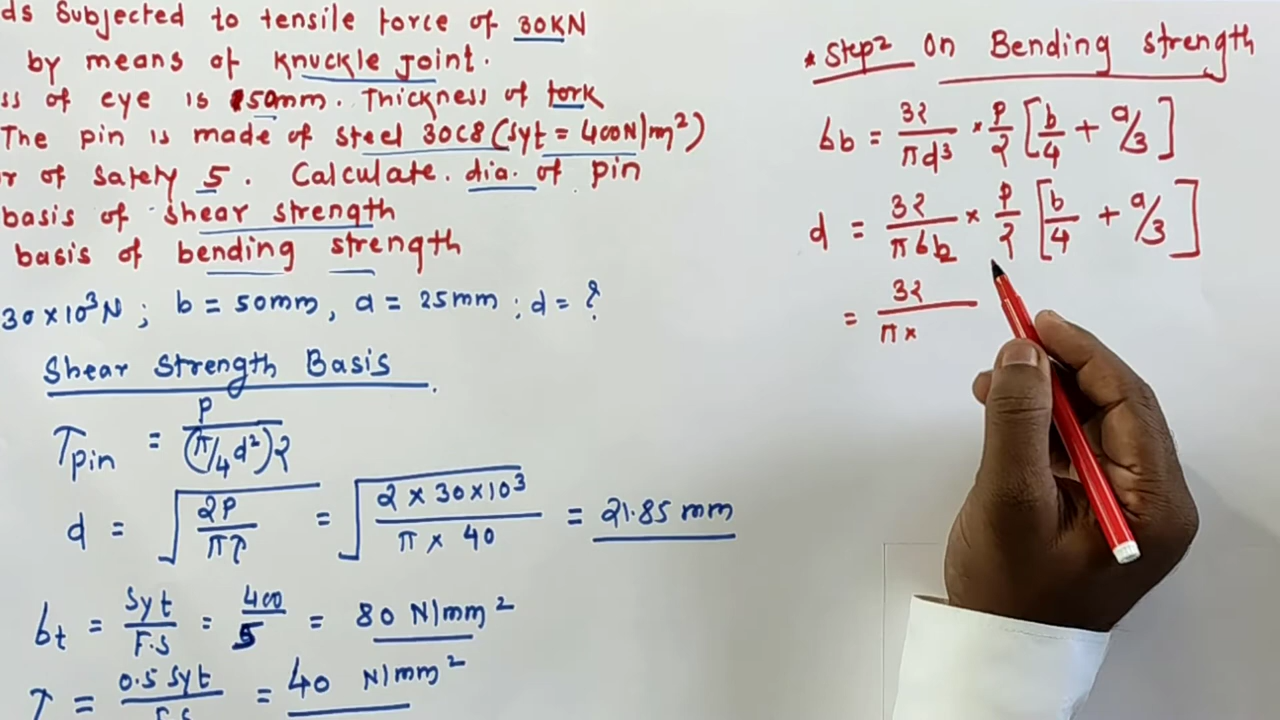 ds subjected to tensile force of 30KN
by means of knuckle joint.
ss of eye is 50mm. Thickness of fork
The pin is made of steel 30C8 (Syt = 400N/m²)
r of safety 5. Calculate. dia. of pin
basis of shear strength
basis of bending strength
30×10³N ; b = 50mm, a = 25mm ; d = ?
Shear Strength Basis
τpin = P/(π/4 d²)2
d = √(2P/πτ) = √(2 × 30×10³/π × 40) = 21.85 mm
σt = Syt/F.S = 400/5 = 80 N/mm²
τ = 0.5 Syt/F.S = 40 N/mm²
*Step2 On Bending strength
σb = 32/πd³ × P/2 [b/4 + a/3]
d = 32/πσb × P/2 [b/4 + a/3]
= 32/π×